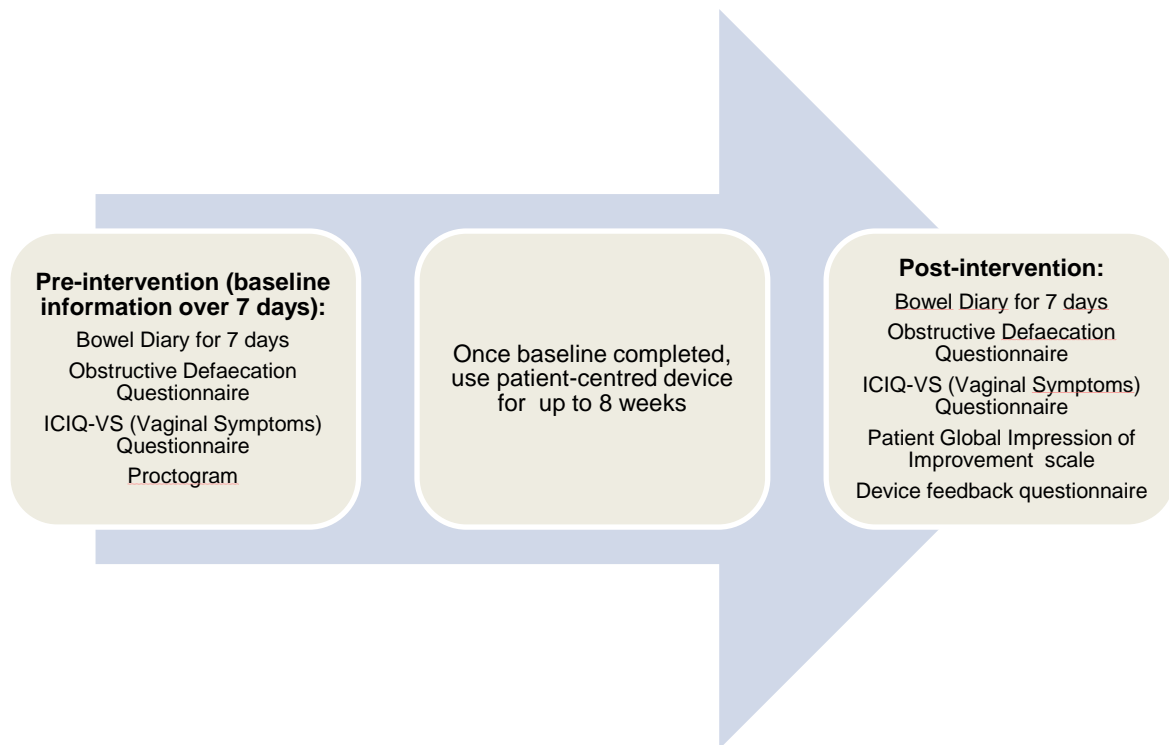 Pre-intervention (baseline
information over 7 days):
Bowel Diary for 7 days
Obstructive Defaecation
Questionnaire
ICIQ-VS (Vaginal Symptoms)
Questionnaire
Proctogram
Once baseline completed,
use patient-centred device
for up to 8 weeks
Post-intervention:
Bowel Diary for 7 days
Obstructive Defaecation
Questionnaire
ICIQ-VS (Vaginal Symptoms)
Questionnaire
Patient Global Impression of
Improvement scale
Device feedback questionnaire